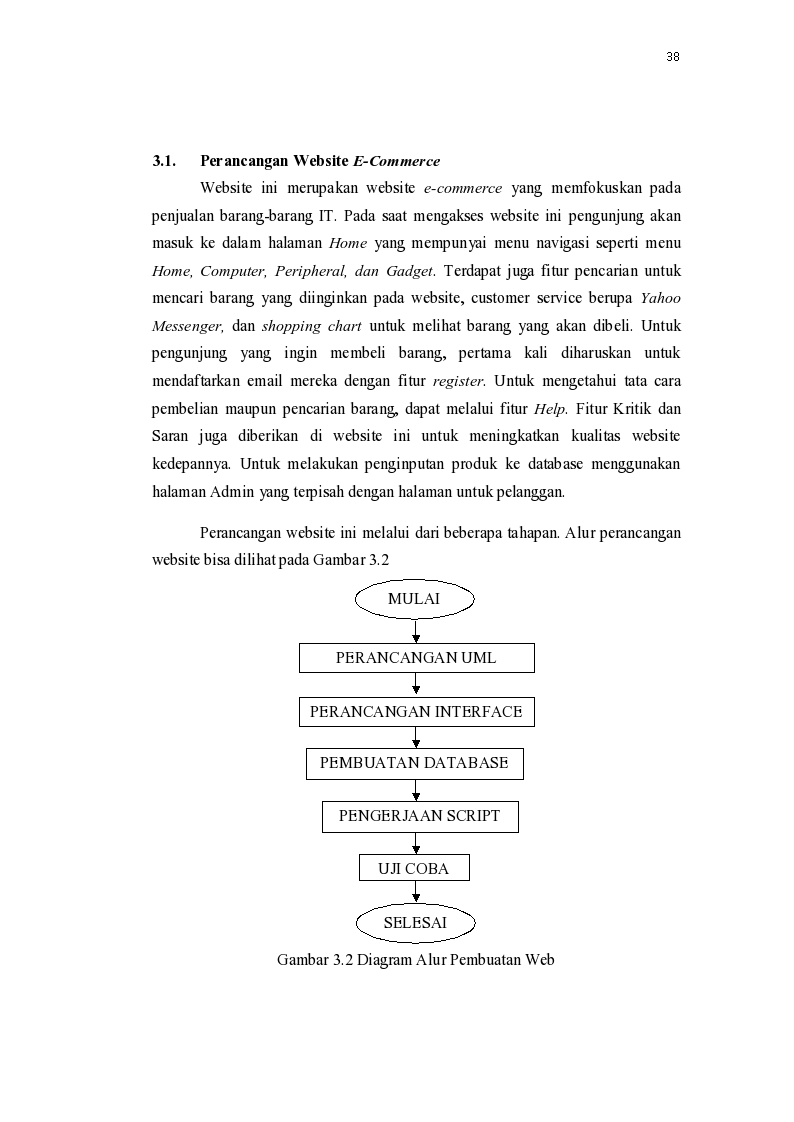 38
3.1. Perancangan Website E-Commerce
Website ini merupakan website e-commerce yang memfokuskan pada
penjualan barang-barang IT. Pada saat mengakses website ini pengunjung akan
masuk ke dalam halaman Home yang mempunyai menu navigasi seperti menu
Home, Computer, Peripheral, dan Gadget. Terdapat juga fitur pencarian untuk
mencari barang yang diinginkan pada website, customer service berupa Yahoo
Messenger, dan shopping chart untuk melihat barang yang akan dibeli. Untuk
pengunjung yang ingin membeli barang, pertama kali diharuskan untuk
mendaftarkan email mereka dengan fitur register. Untuk mengetahui tata cara
pembelian maupun pencarian barang, dapat melalui fitur Help. Fitur Kritik dan
Saran juga diberikan di website ini untuk meningkatkan kualitas website
kedepannya. Untuk melakukan penginputan produk ke database menggunakan
halaman Admin yang terpisah dengan halaman untuk pelanggan.
Perancangan website ini melalui dari beberapa tahapan. Alur perancangan
website bisa dilihat pada Gambar 3.2
MULAI
PERANCANGAN UML
PERANCANGAN INTERFACE
PEMBUATAN DATABASE
PENGERJAAN SCRIPT
UJI COBA
SELESAI
Gambar 3.2 Diagram Alur Pembuatan Web